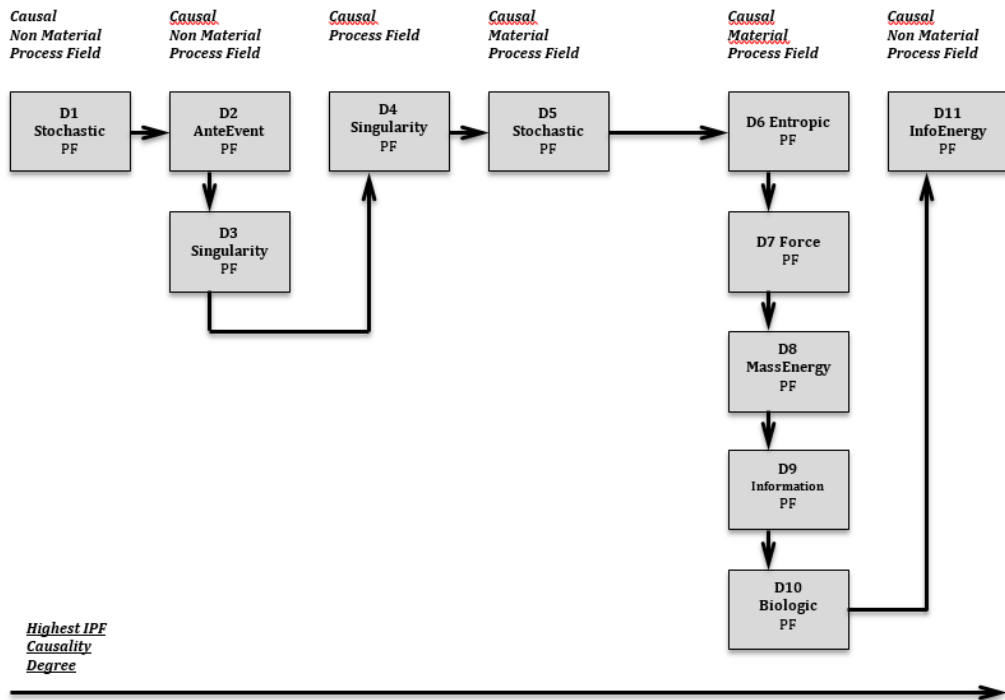 Causal
Non Material
Process Field
Causal
Non Material
Process Field
Causal
Process Field
Causal
Material
Process Field
Causal
Material
Process Field
Causal
Non Material
Process Field
D1
Stochastic
PF
D2
AnteEvent
PF
D4
Singularity
PF
D5
Stochastic
PF
D6 Entropic
PF
D11
InfoEnergy
PF
D3
Singularity
PF
D7 Force
PF
D8
MassEnergy
PF
D9
Information
PF
D10
Biologic
PF
Highest IPF
Causality
Degree